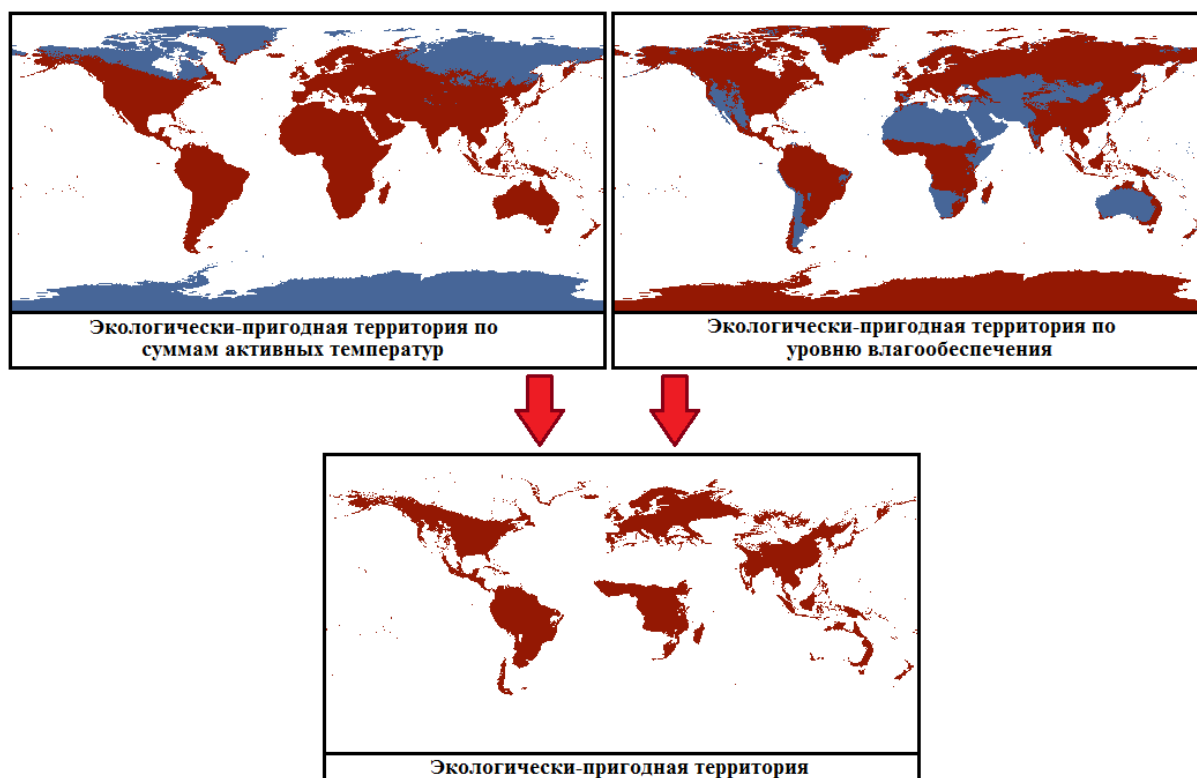 Экологически-пригодная территория по
суммам активных температур
Экологически-пригодная территория по
уровню влагообеспечения
Экологически-пригодная территория